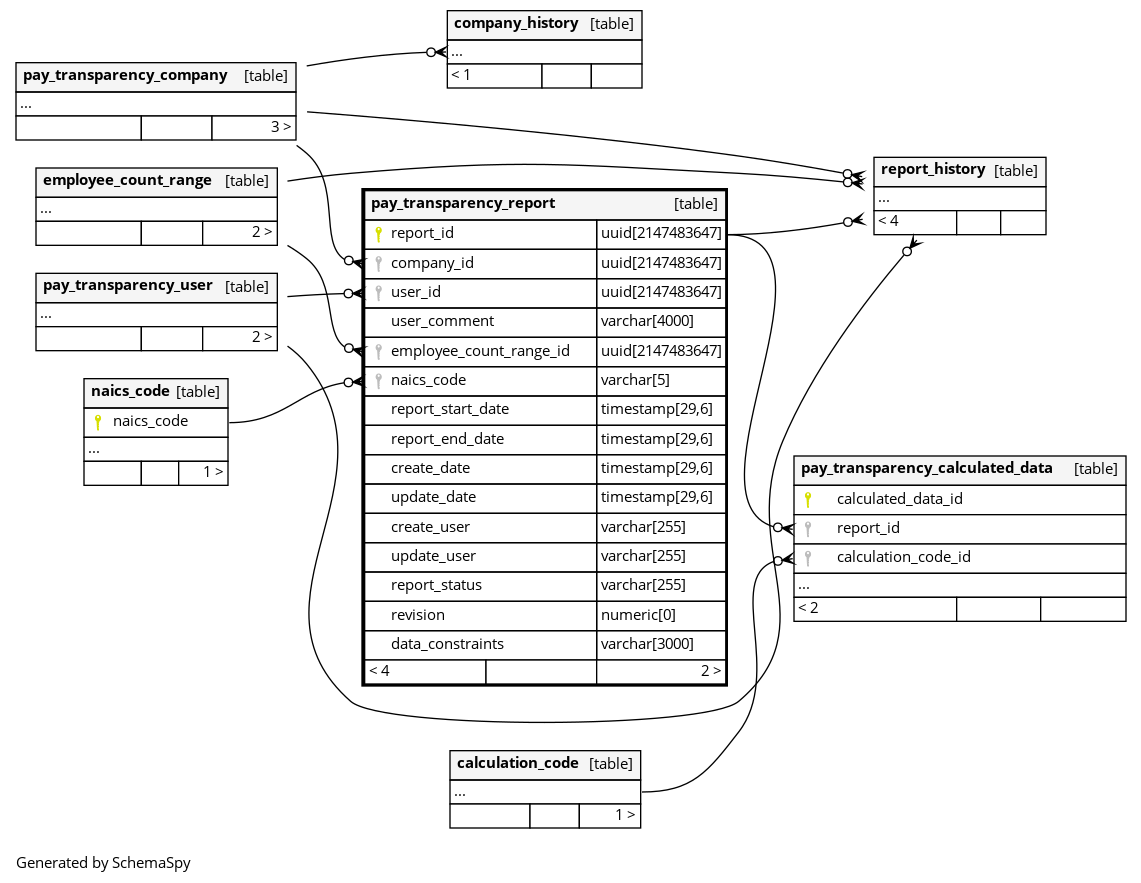 company_history [table]
...
< 1
pay_transparency_company [table]
...
3 >
employee_count_range [table]
...
2 >
pay_transparency_user [table]
...
2 >
naics_code [table]
naics_code
...
1 >
pay_transparency_report [table]
report_id uuid[2147483647]
company_id uuid[2147483647]
user_id uuid[2147483647]
user_comment varchar[4000]
employee_count_range_id uuid[2147483647]
naics_code varchar[5]
report_start_date timestamp[29,6]
report_end_date timestamp[29,6]
create_date timestamp[29,6]
update_date timestamp[29,6]
create_user varchar[255]
update_user varchar[255]
report_status varchar[255]
revision numeric[0]
data_constraints varchar[3000]
< 4 2 >
report_history [table]
...
< 4
pay_transparency_calculated_data [table]
calculated_data_id
report_id
calculation_code_id
...
< 2
calculation_code [table]
...
1 >
Generated by SchemaSpy